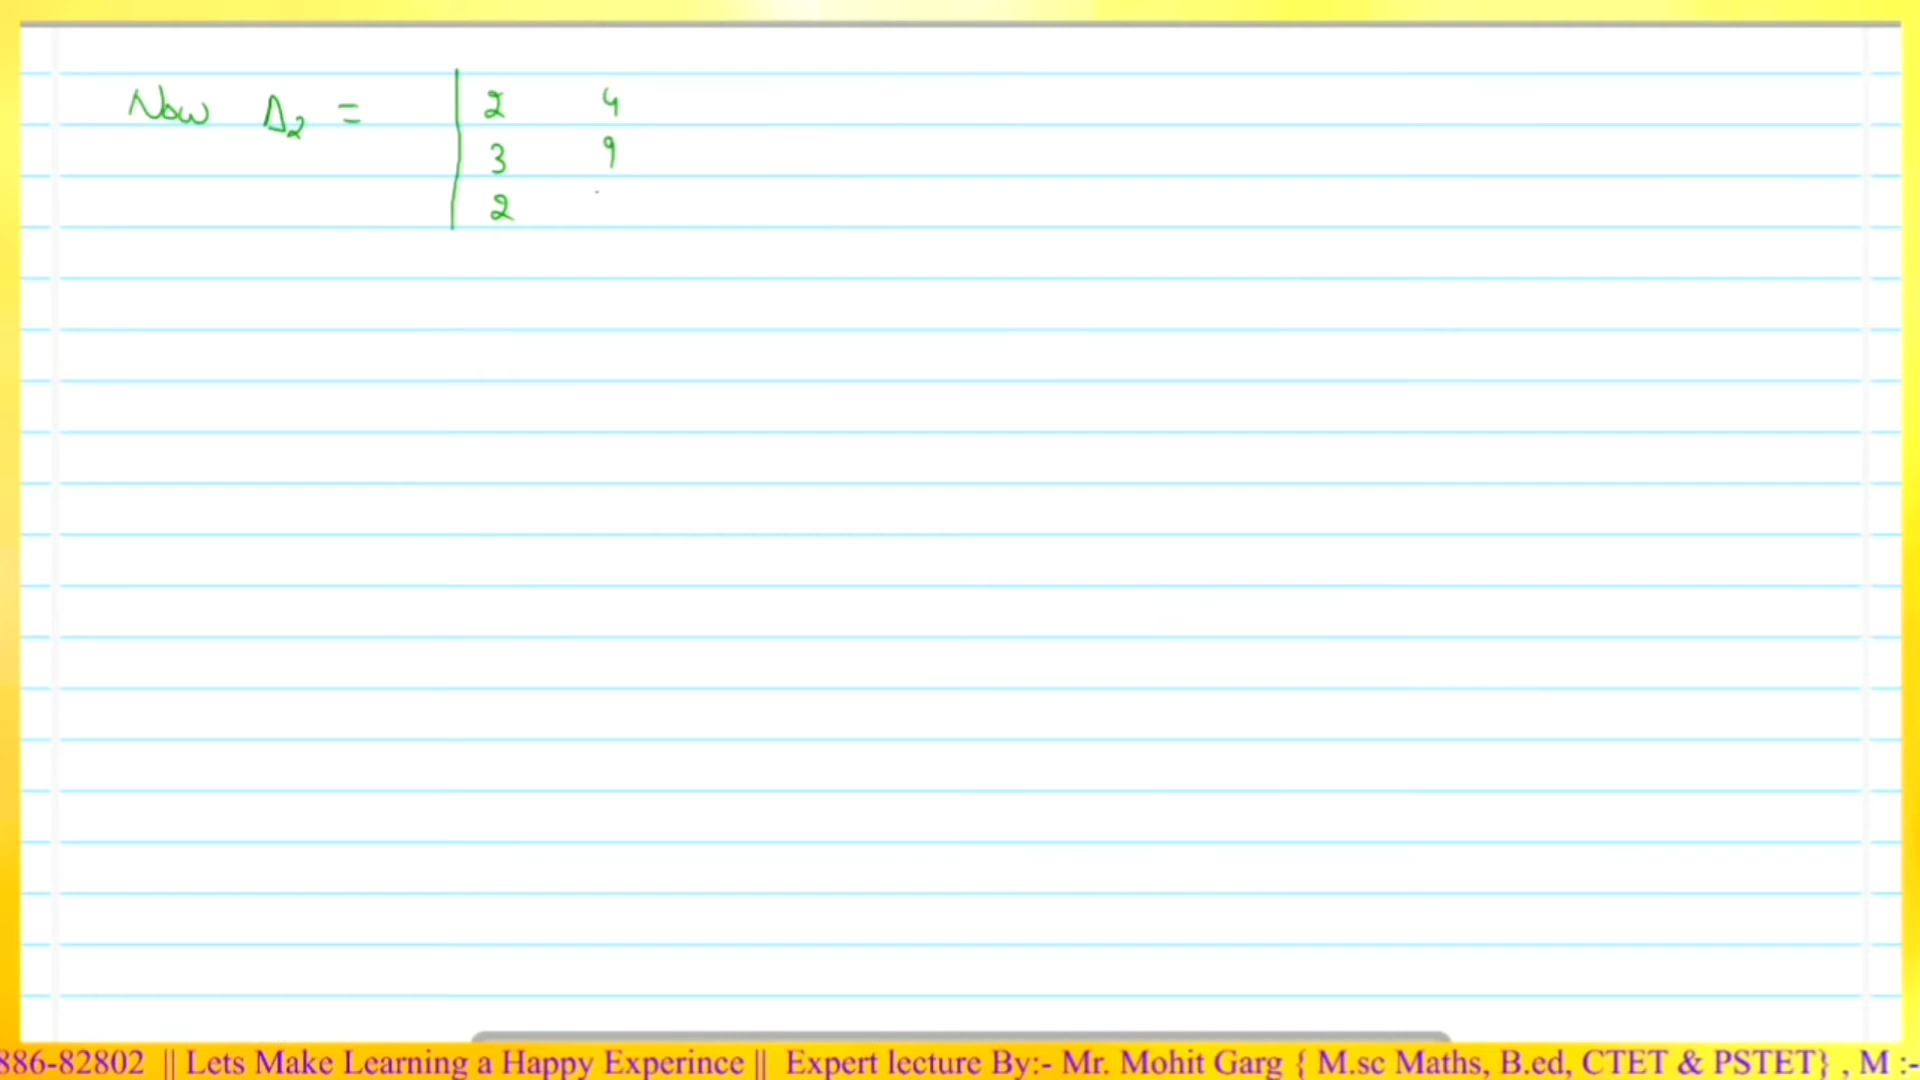 Now Δ₂ = | 2 4
3 9
2
886-82802 || Lets Make Learning a Happy Experince || Expert lecture By:- Mr. Mohit Garg { M.sc Maths, B.ed, CTET & PSTET} , M :-